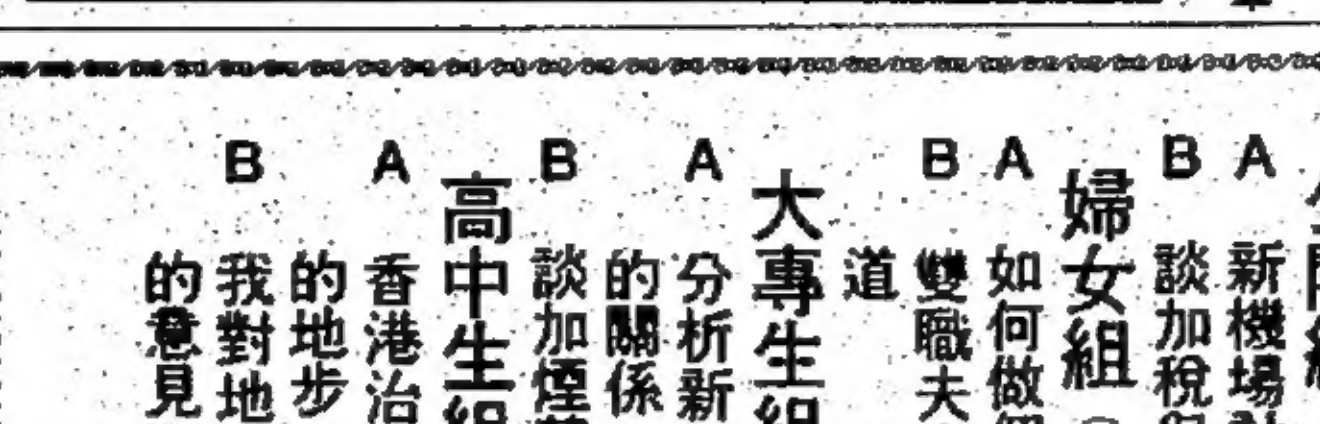 A 新機場
B 談加稅
婦女組
A 如何做
B 雙職夫
道
大專生組
A 分析新
的關係
B 談加煙
高中生組
A 香港治
的地步
B 我對地
的意見